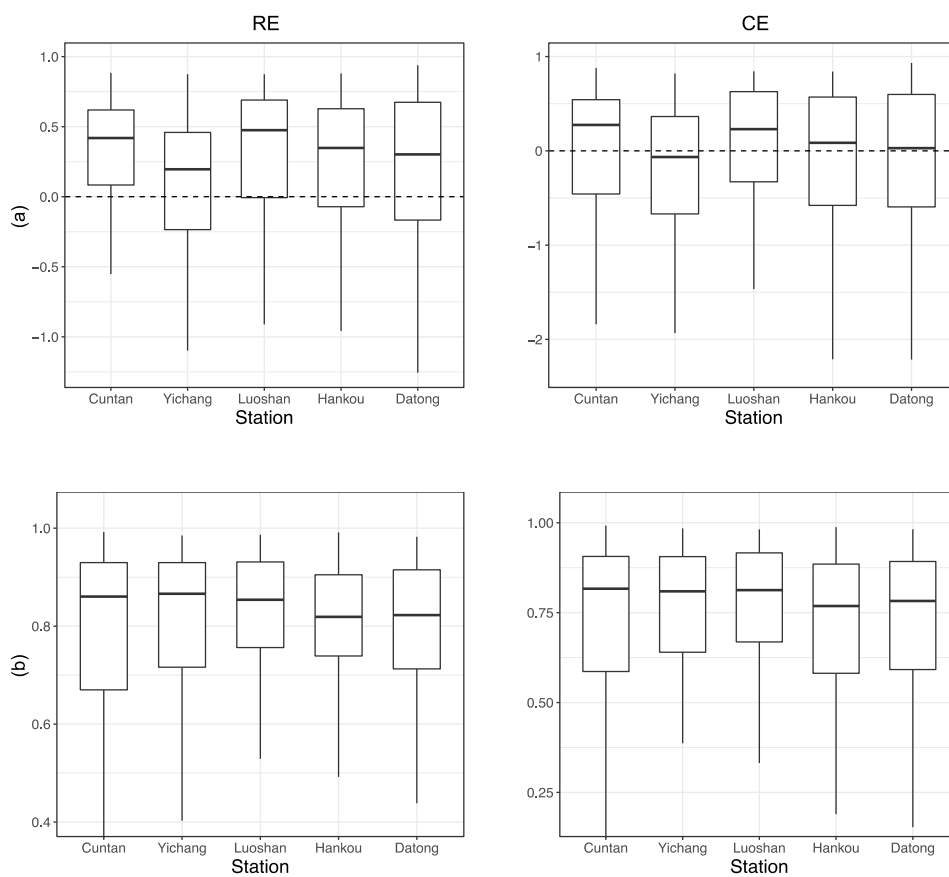 RE
CE
1.0
0.5
0.0
−0.5
−1.0
(a)
Cuntan Yichang Luoshan Hankou Datong
Station
1
0
−1
−2
Cuntan Yichang Luoshan Hankou Datong
Station
1.0
0.8
0.6
0.4
(b)
Cuntan Yichang Luoshan Hankou Datong
Station
1.00
0.75
0.50
0.25
Cuntan Yichang Luoshan Hankou Datong
Station